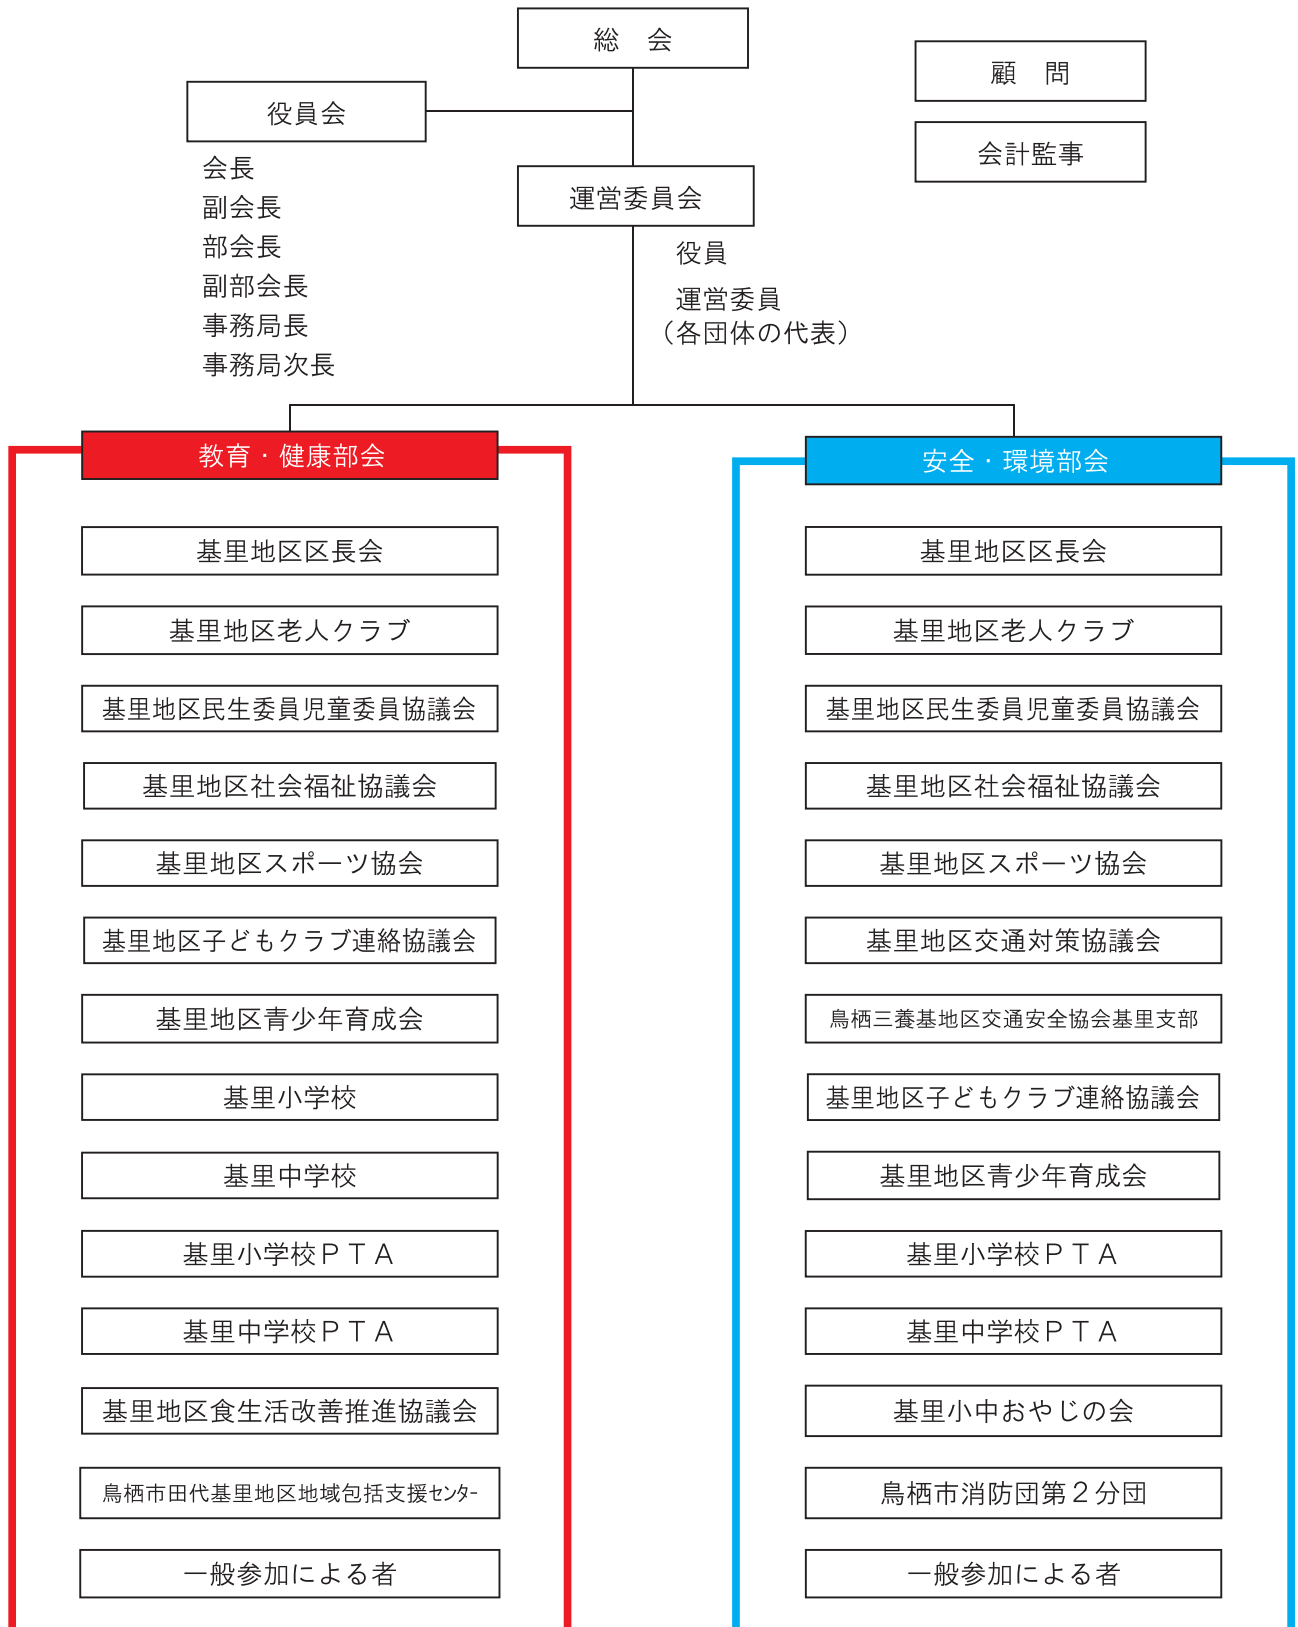 総　会
顧　問
役員会
会計監事
会長
副会長
部会長
副部会長
事務局長
事務局次長
運営委員会
役員
運営委員
（各団体の代表）
教育・健康部会
基里地区区長会
基里地区老人クラブ
基里地区民生委員児童委員協議会
基里地区社会福祉協議会
基里地区スポーツ協会
基里地区子どもクラブ連絡協議会
基里地区青少年育成会
基里小学校
基里中学校
基里小学校ＰＴＡ
基里中学校ＰＴＡ
基里地区食生活改善推進協議会
鳥栖市田代基里地区地域包括支援ｾﾝﾀｰ
一般参加による者
安全・環境部会
基里地区区長会
基里地区老人クラブ
基里地区民生委員児童委員協議会
基里地区社会福祉協議会
基里地区スポーツ協会
基里地区交通対策協議会
鳥栖三養基地区交通安全協会基里支部
基里地区子どもクラブ連絡協議会
基里地区青少年育成会
基里小学校ＰＴＡ
基里中学校ＰＴＡ
基里小中おやじの会
鳥栖市消防団第２分団
一般参加による者